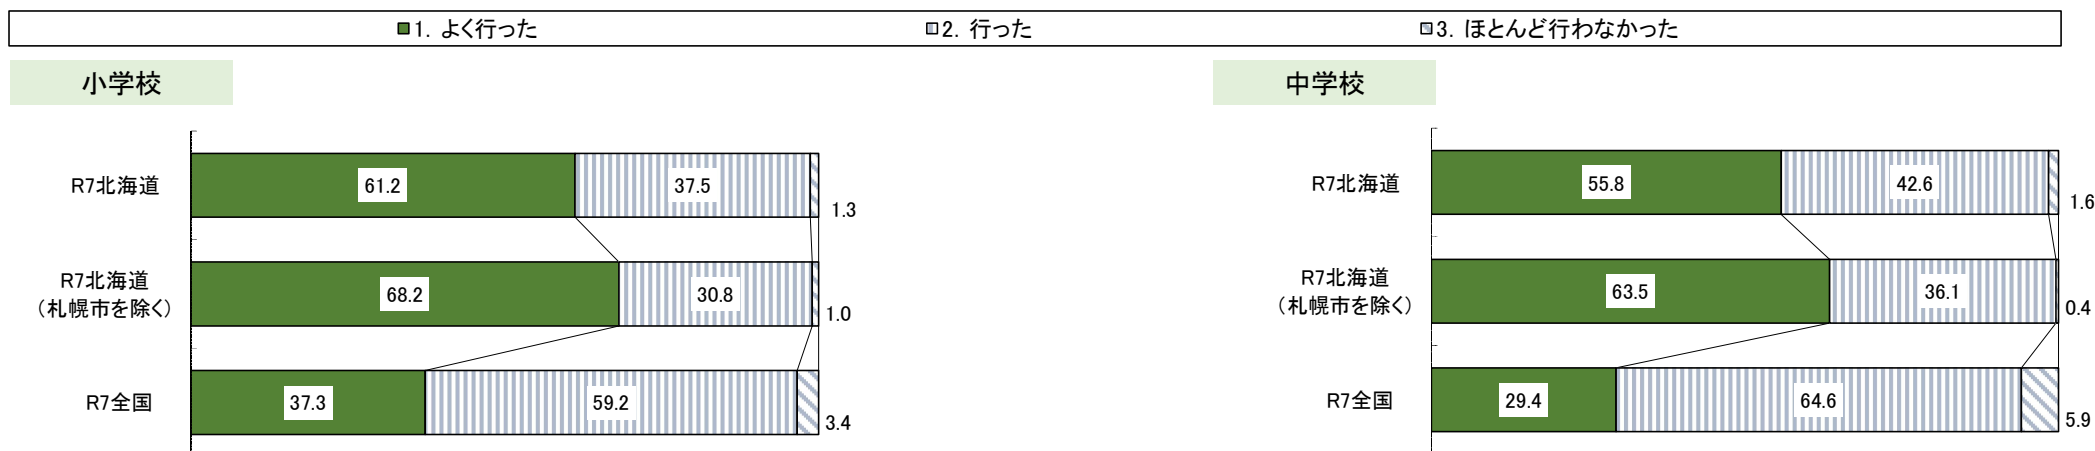 1. よく行った 2. 行った 3. ほとんど行わなかった
小学校
R7北海道 61.2 37.5 1.3
R7北海道
（札幌市を除く）
68.2 30.8 1.0
R7全国 37.3 59.2 3.4
中学校
R7北海道 55.8 42.6 1.6
R7北海道
（札幌市を除く）
63.5 36.1 0.4
R7全国 29.4 64.6 5.9